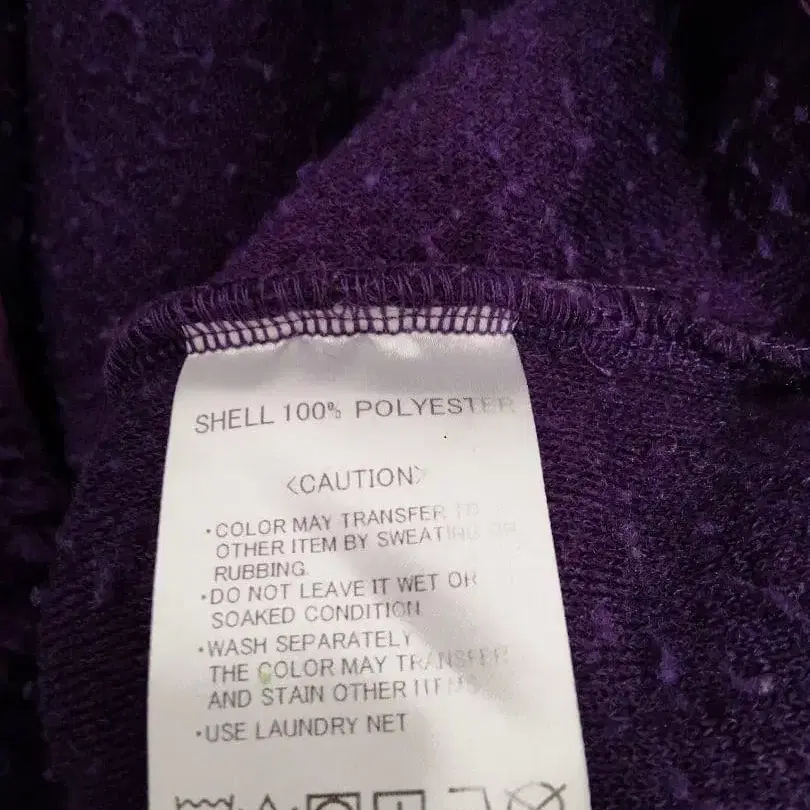 SHELL 100% POLYESTER
〈CAUTION〉
・COLOR MAY TRANSFER TO
OTHER ITEM BY SWEATING OR
RUBBING.
・DO NOT LEAVE IT WET OR
SOAKED CONDITION
・WASH SEPARATELY
THE COLOR MAY TRANSFER
AND STAIN OTHER ITEMS
・USE LAUNDRY NET